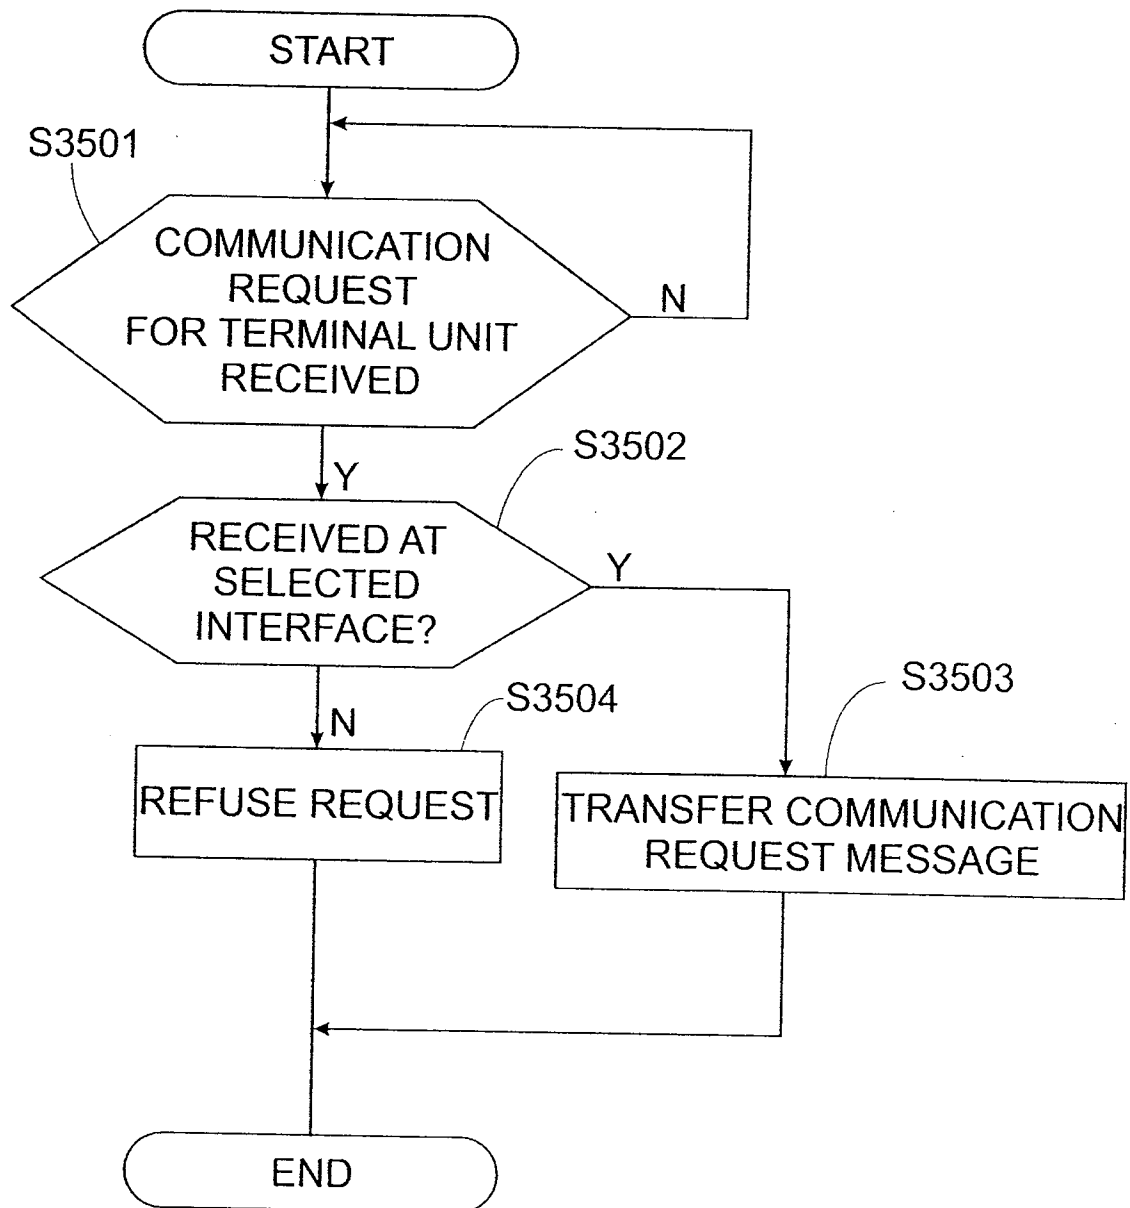 START
S3501
COMMUNICATION
REQUEST
FOR TERMINAL UNIT
RECEIVED
N
Y
S3502
RECEIVED AT
SELECTED
INTERFACE?
Y
N
S3504
S3503
REFUSE REQUEST
TRANSFER COMMUNICATION
REQUEST MESSAGE
END